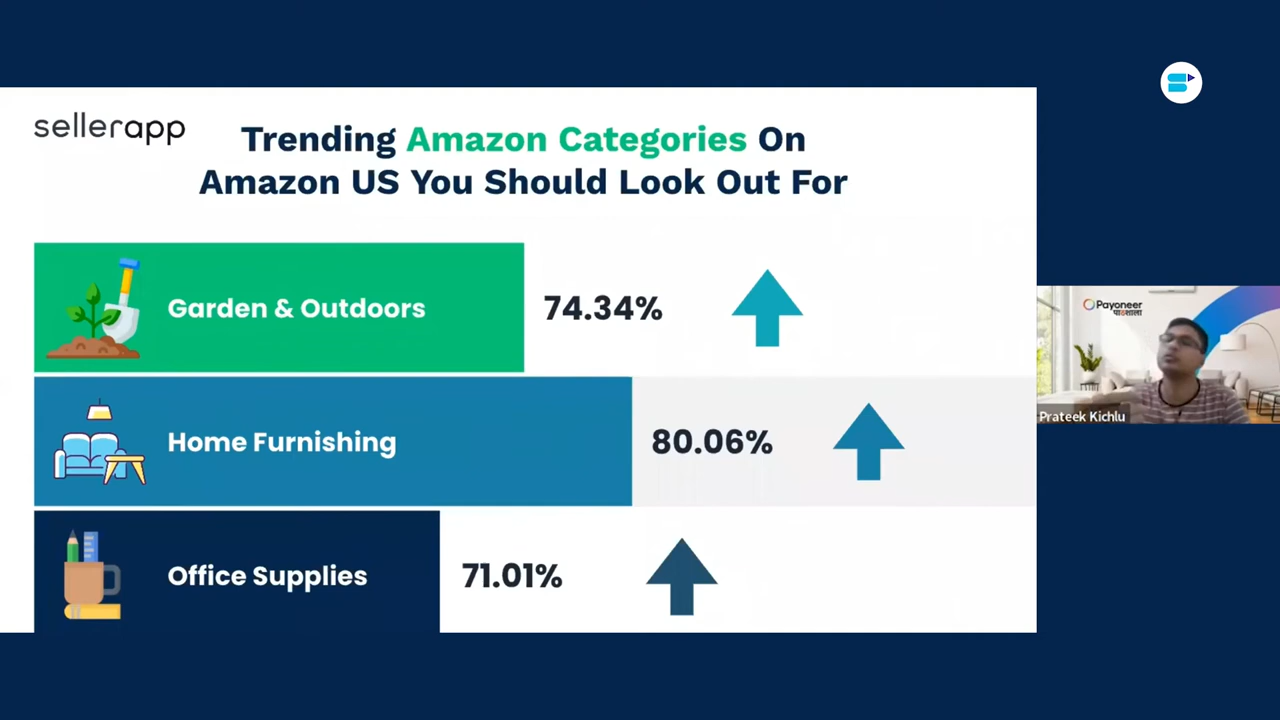 sellerapp
Trending Amazon Categories On
Amazon US You Should Look Out For
Garden & Outdoors
74.34%
Home Furnishing
80.06%
Office Supplies
71.01%
Payoneer
पाठशाला
Prateek Kichlu